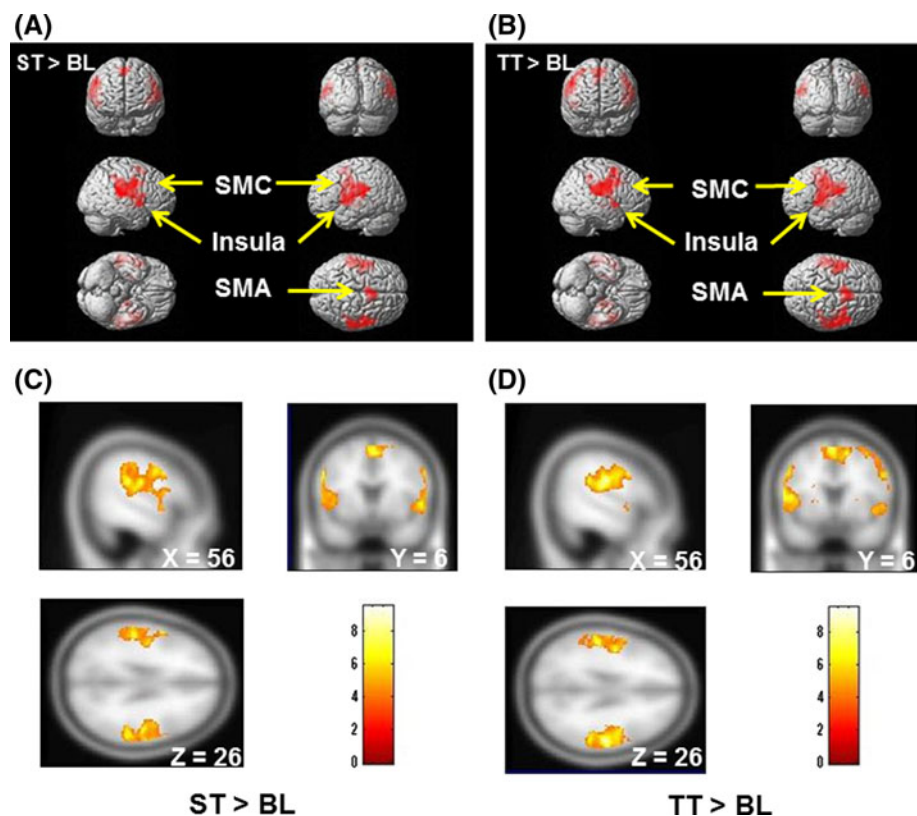 (A)
ST > BL
SMC
Insula
SMA
(B)
TT > BL
SMC
Insula
SMA
(C)
X = 56
Y = 6
Z = 26
8
6
4
2
0
ST > BL
(D)
X = 56
Y = 6
Z = 26
8
6
4
2
0
TT > BL